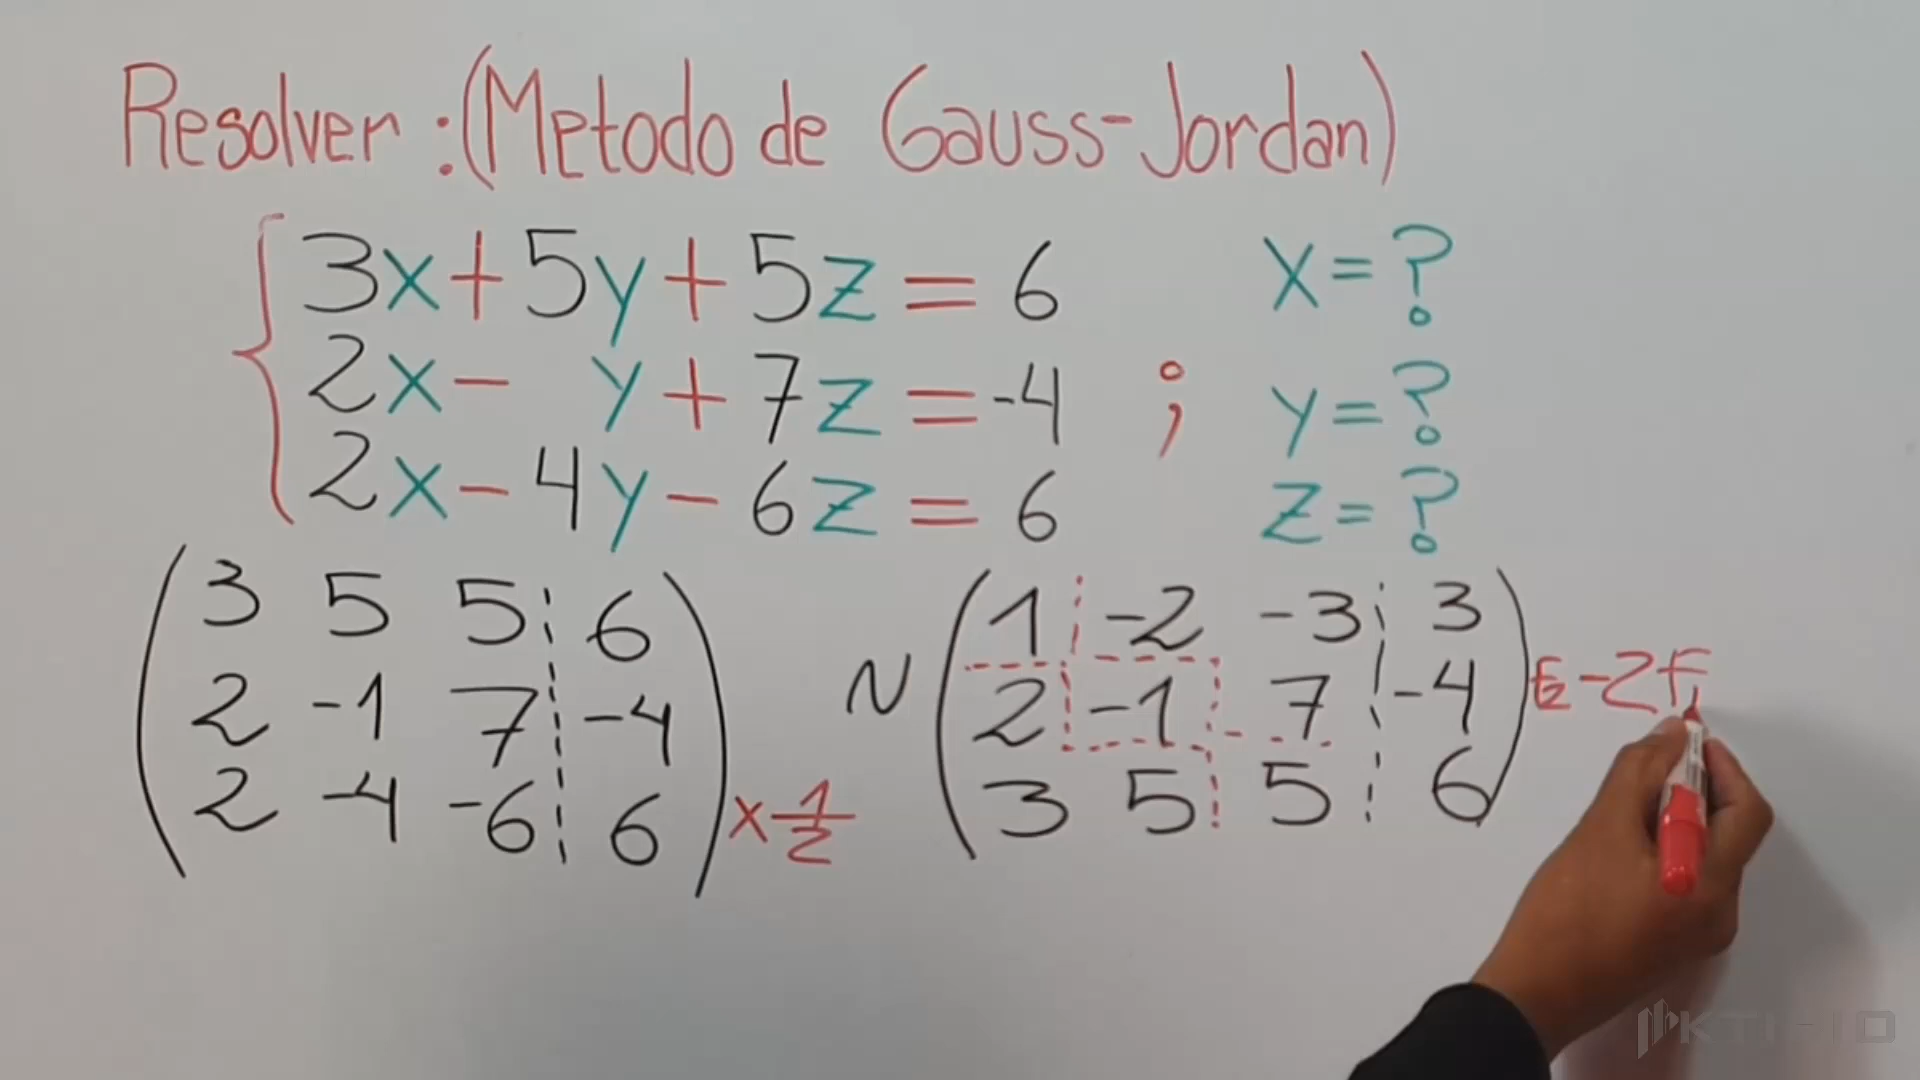 Resolver :(Metodo de Gauss-Jordan)
3x+5y+5z=6 x=?
2x-y+7z=-4 ; y=?
2x-4y-6z=6 z=?
3 5 5 6
2 -1 7 -4
2 -4 -6 6 x 1/2
N
1 -2 -3 3
2 -1 7 -4 F2-2F1
3 5 5 6